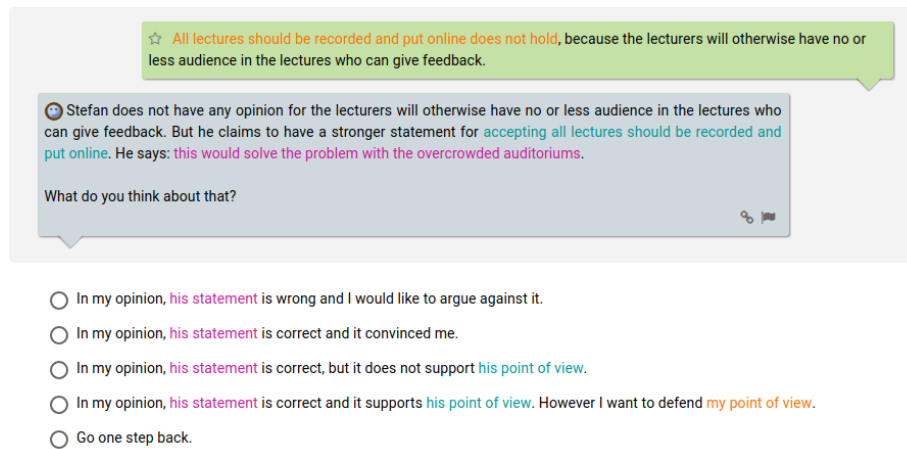 All lectures should be recorded and put online does not hold, because the lecturers will otherwise have no or
less audience in the lectures who can give feedback.
Stefan does not have any opinion for the lecturers will otherwise have no or less audience in the lectures who
can give feedback. But he claims to have a stronger statement for accepting all lectures should be recorded and
put online. He says: this would solve the problem with the overcrowded auditoriums.
What do you think about that?
In my opinion, his statement is wrong and I would like to argue against it.
In my opinion, his statement is correct and it convinced me.
In my opinion, his statement is correct, but it does not support his point of view.
In my opinion, his statement is correct and it supports his point of view. However I want to defend my point of view.
Go one step back.